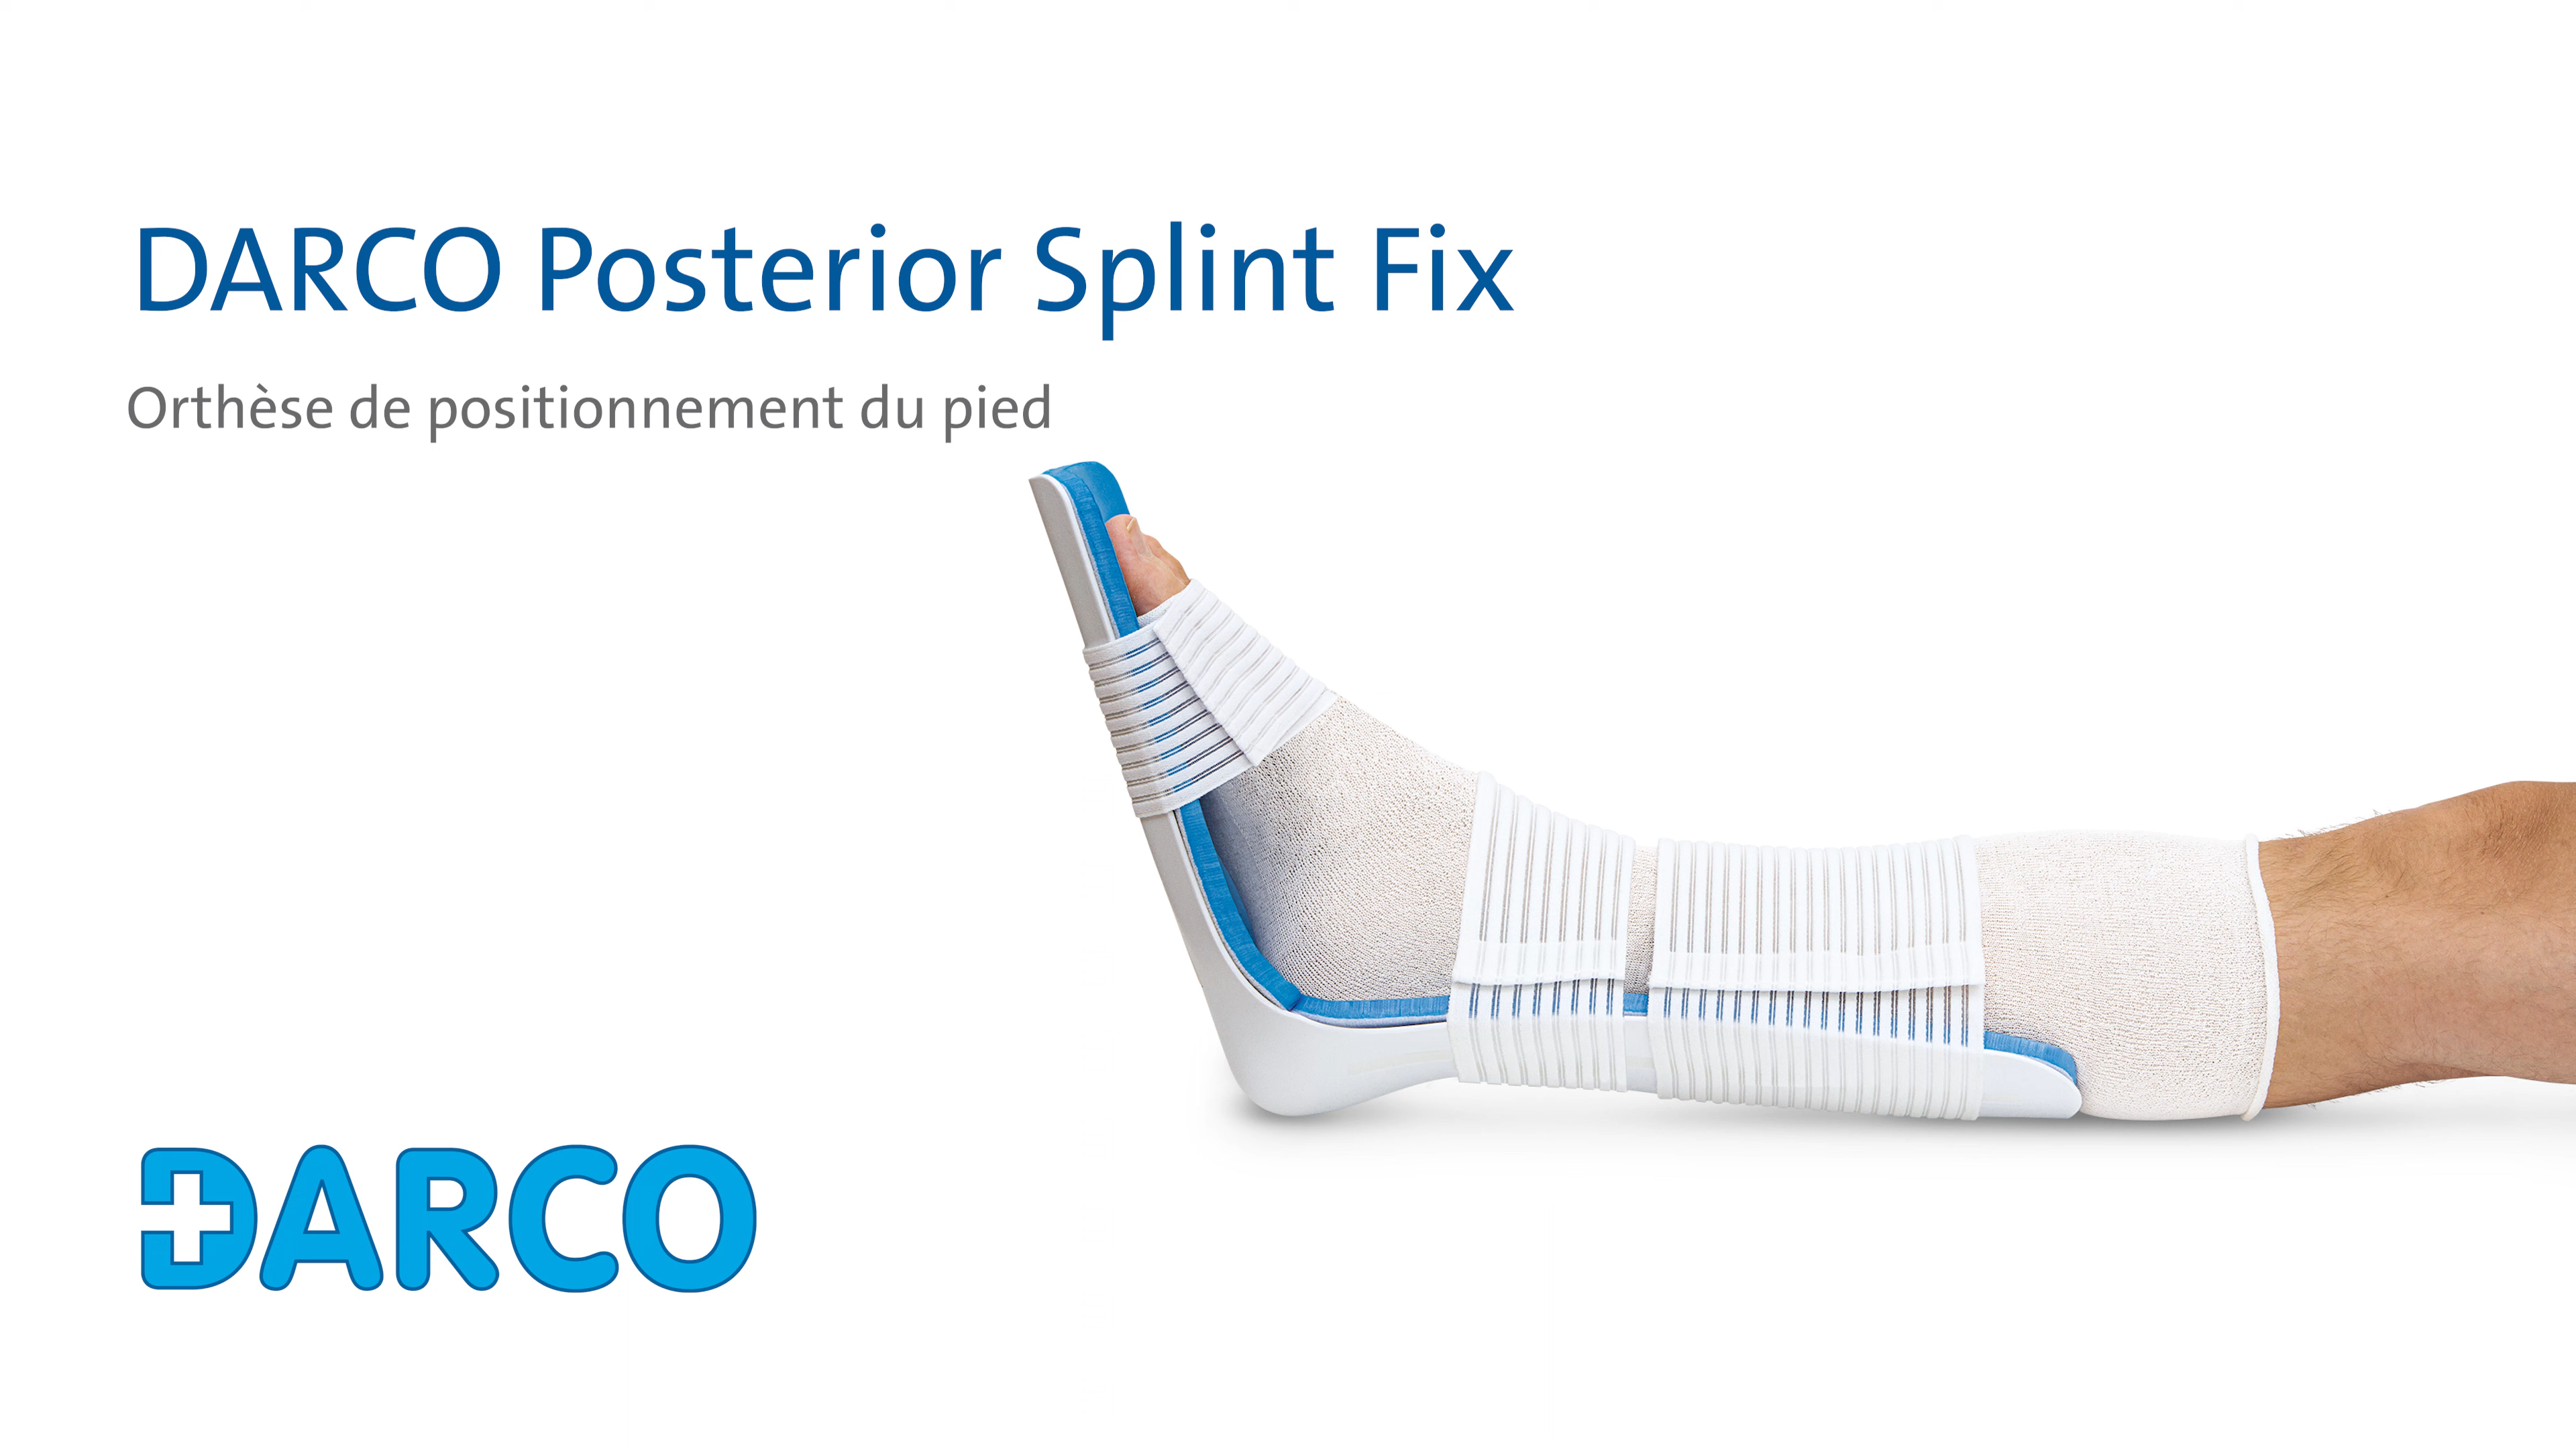 DARCO Posterior Splint Fix
Orthèse de positionnement du pied
DARCO